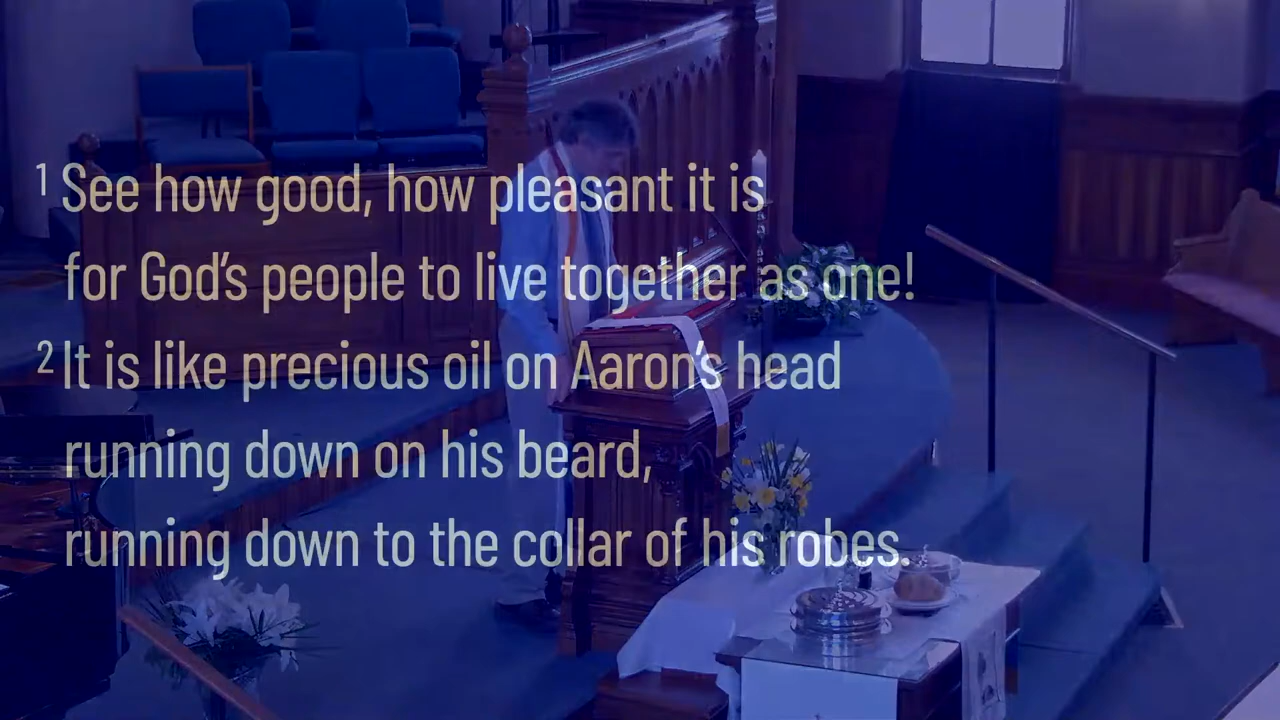 1 See how good, how pleasant it is
for God's people to live together as one!
2 It is like precious oil on Aaron's head
running down on his beard,
running down to the collar of his robes.